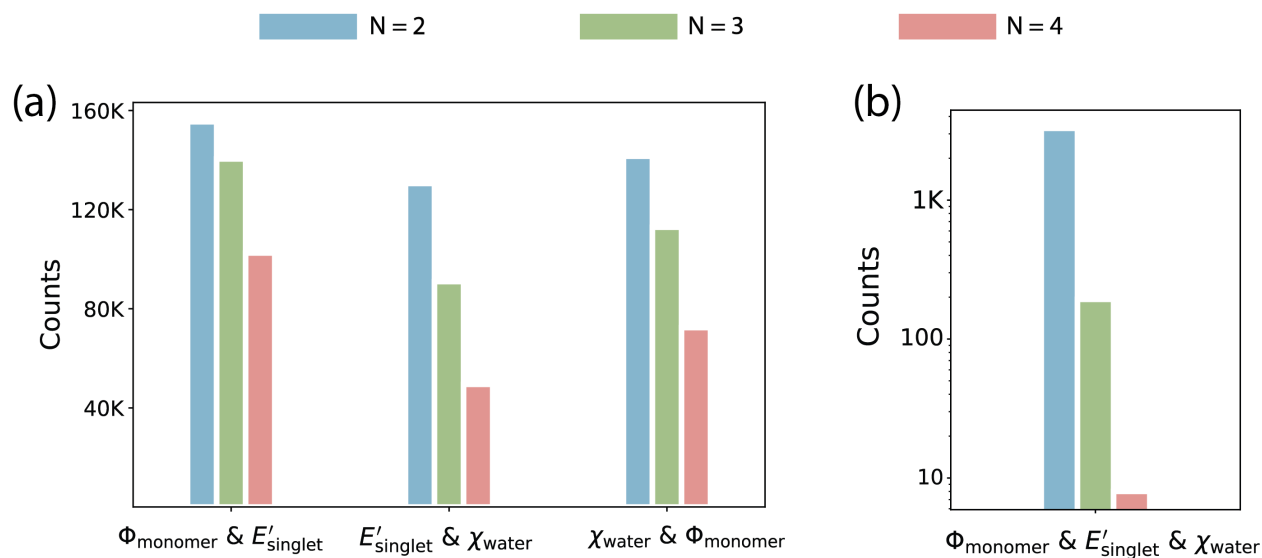 N = 2
N = 3
N = 4
(a)
160K
120K
80K
40K
Counts
Φmonomer & E′singlet
E′singlet & χwater
χwater & Φmonomer
(b)
1K
100
10
Counts
Φmonomer & E′singlet & χwater